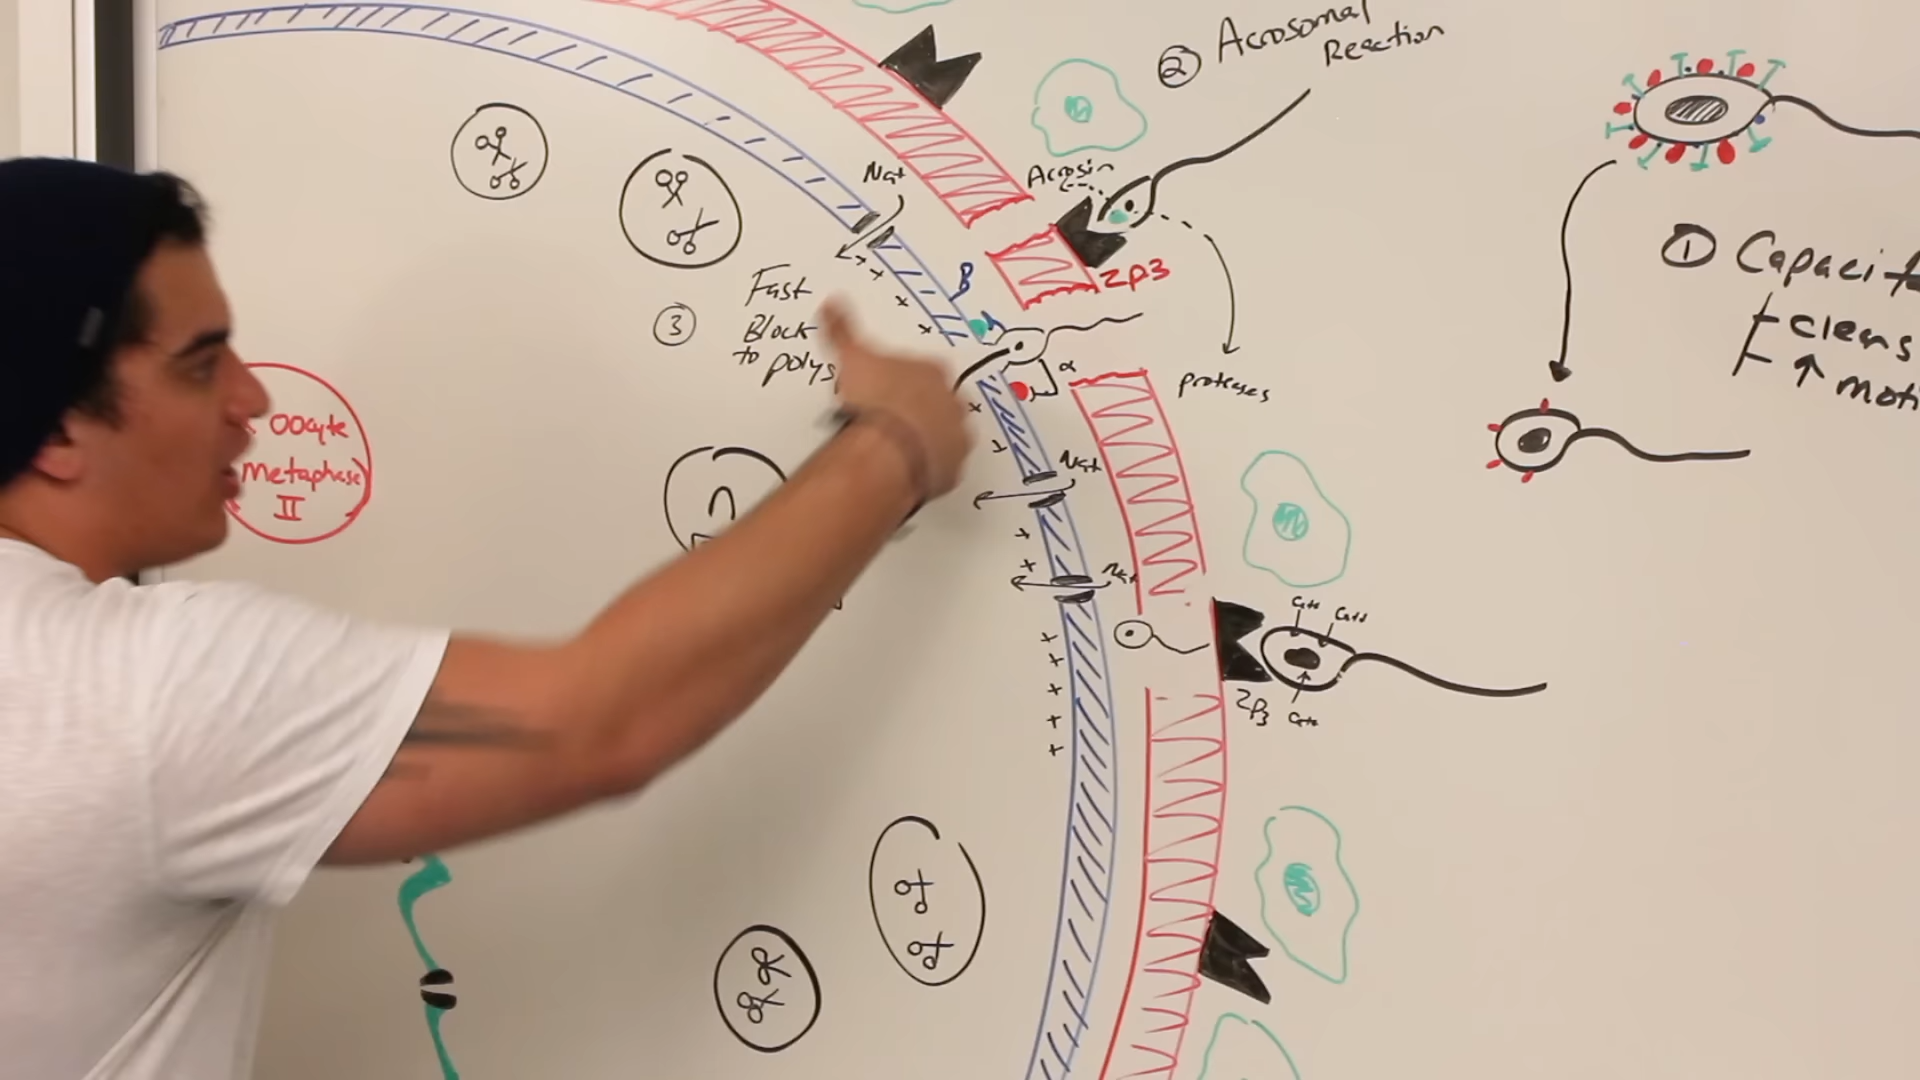 ② Acrosomal
Reaction
Na+
Acrosin
① Capaci
cleans
↑ moti
zp3
B
③ Fast
Block
to polys
α
proteases
Oocyte
Metaphase
II
Na+
Na+
Ca++
Ca++
ZP3
Ca++